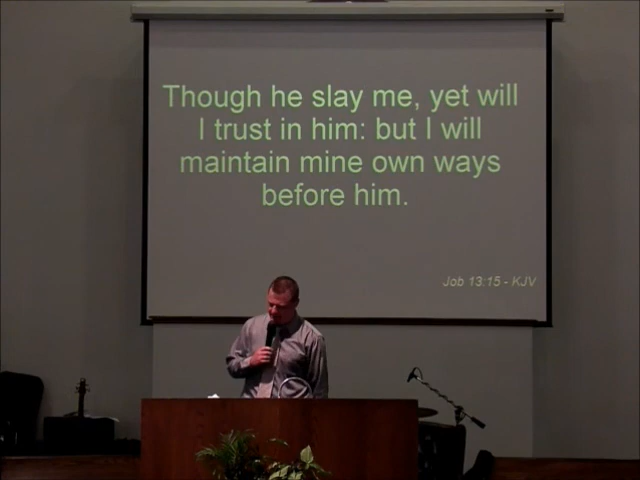 Though he slay me, yet will
I trust in him: but I will
maintain mine own ways
before him.
Job 13:15 - KJV